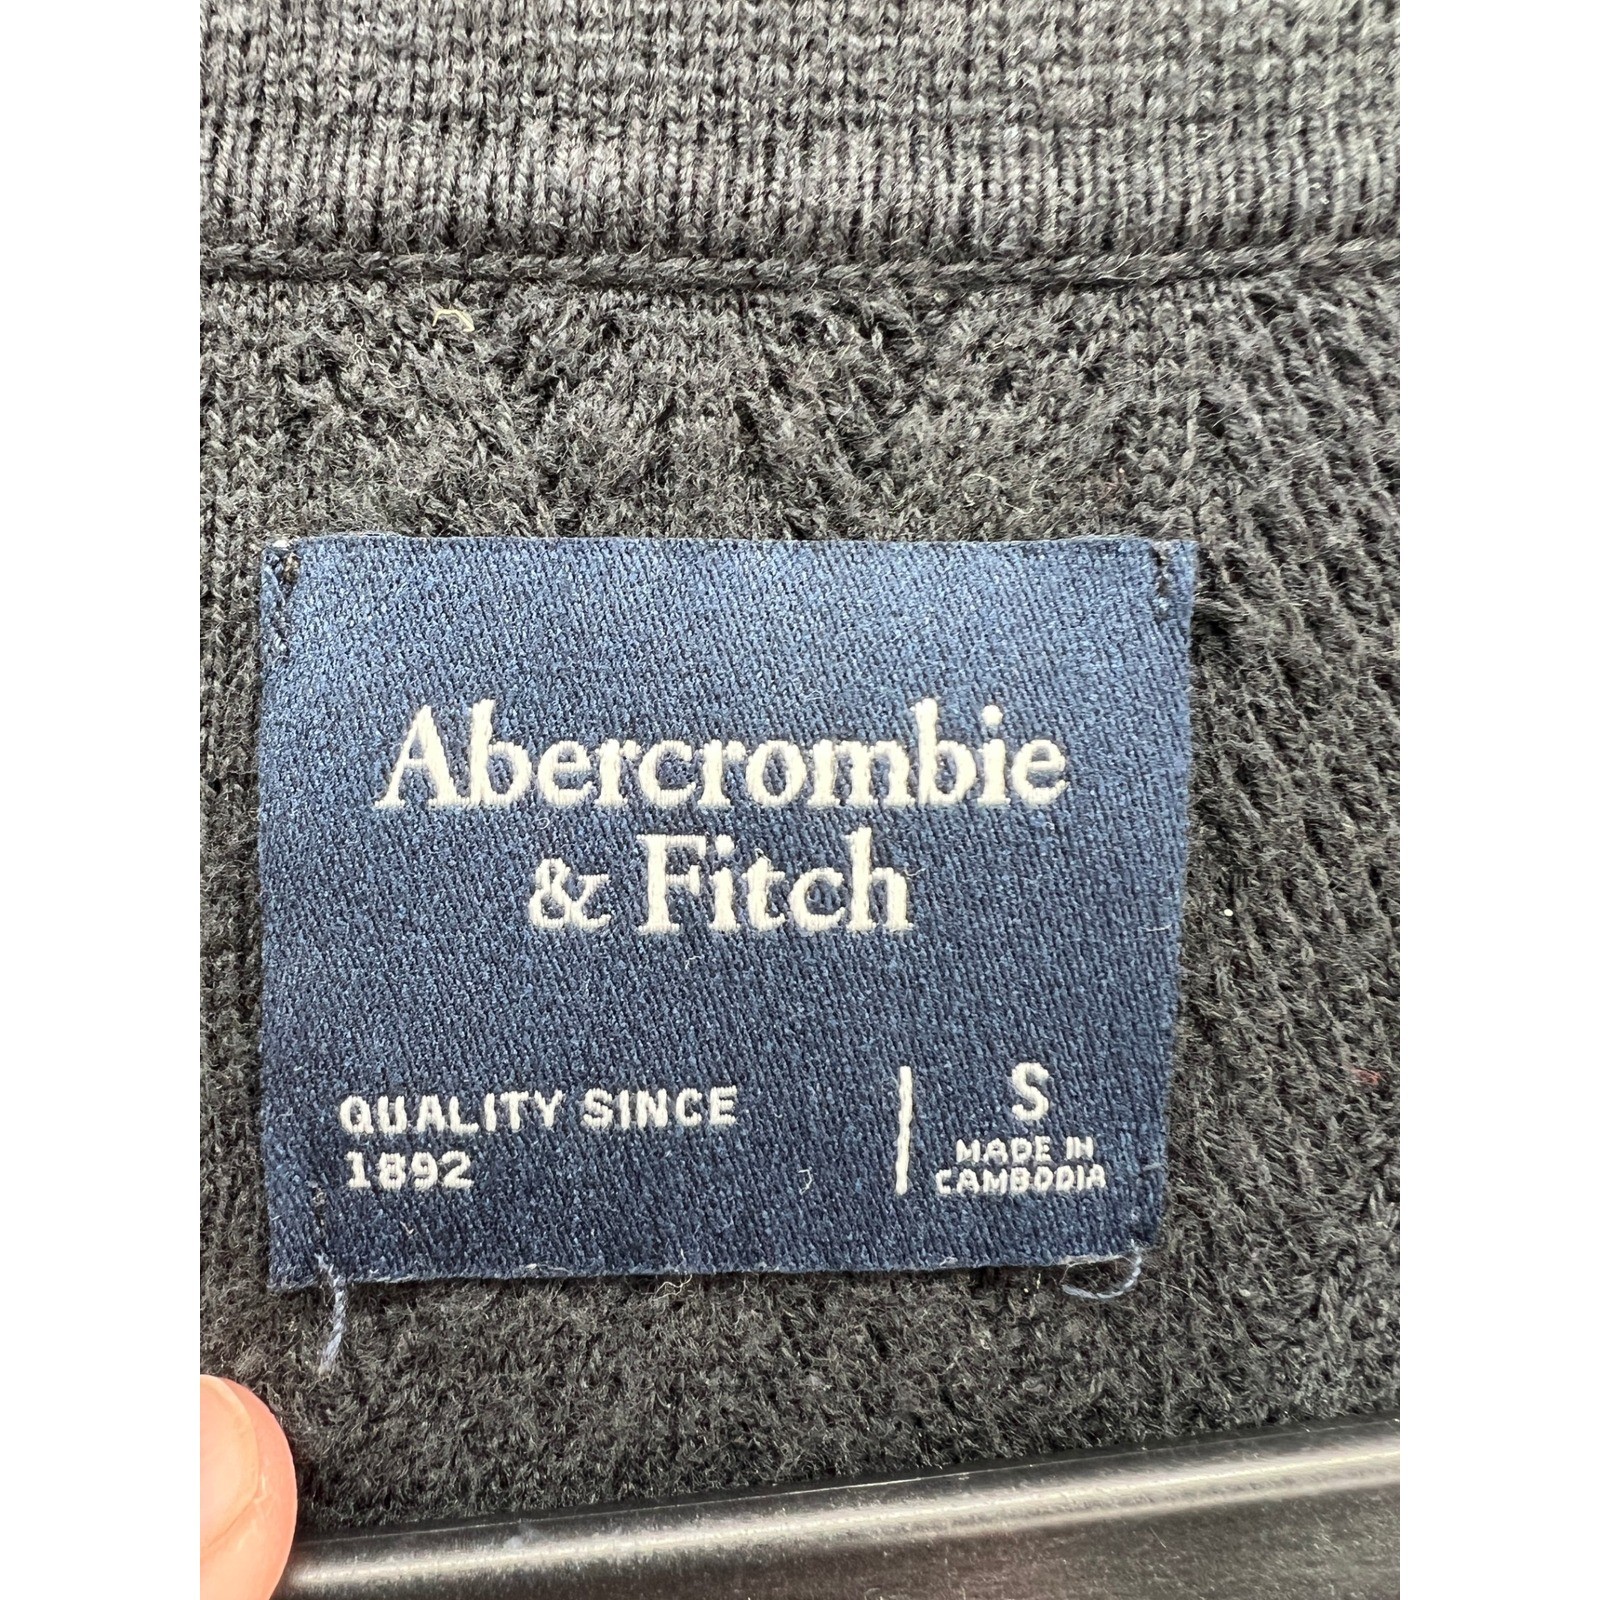 Abercrombie
& Fitch
QUALITY SINCE
1892
S
MADE IN
CAMBODIA